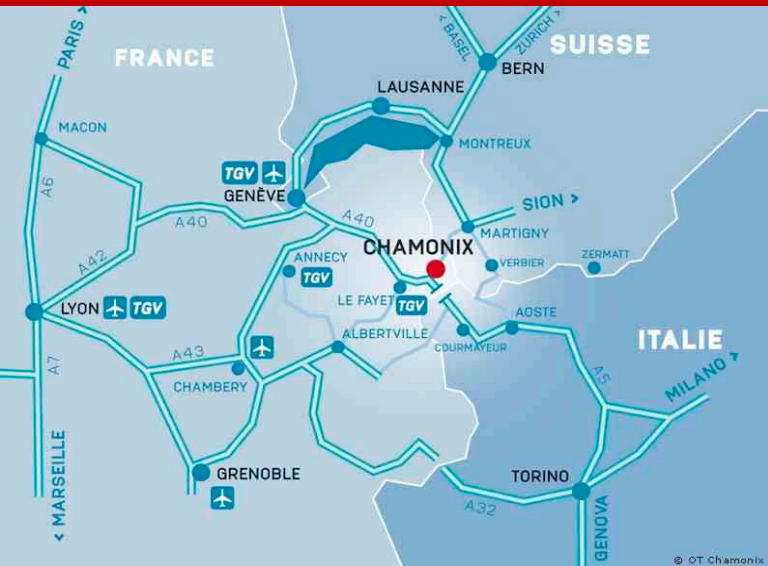 PARIS >
FRANCE
< BASEL
ZURICH >
SUISSE
BERN
LAUSANNE
MACON
MONTREUX
TGV
GENÈVE
A6
A40
A40
SION >
MARTIGNY
CHAMONIX
A42
ANNECY
TGV
VERBIER
ZERMATT
LE FAYET
TGV
LYON
TGV
AOSTE
ALBERTVILLE
COURMAYEUR
ITALIE
A7
A43
CHAMBERY
A5
MILANO >
< MARSEILLE
GRENOBLE
TORINO
A32
GENOVA
© OT Chamonix